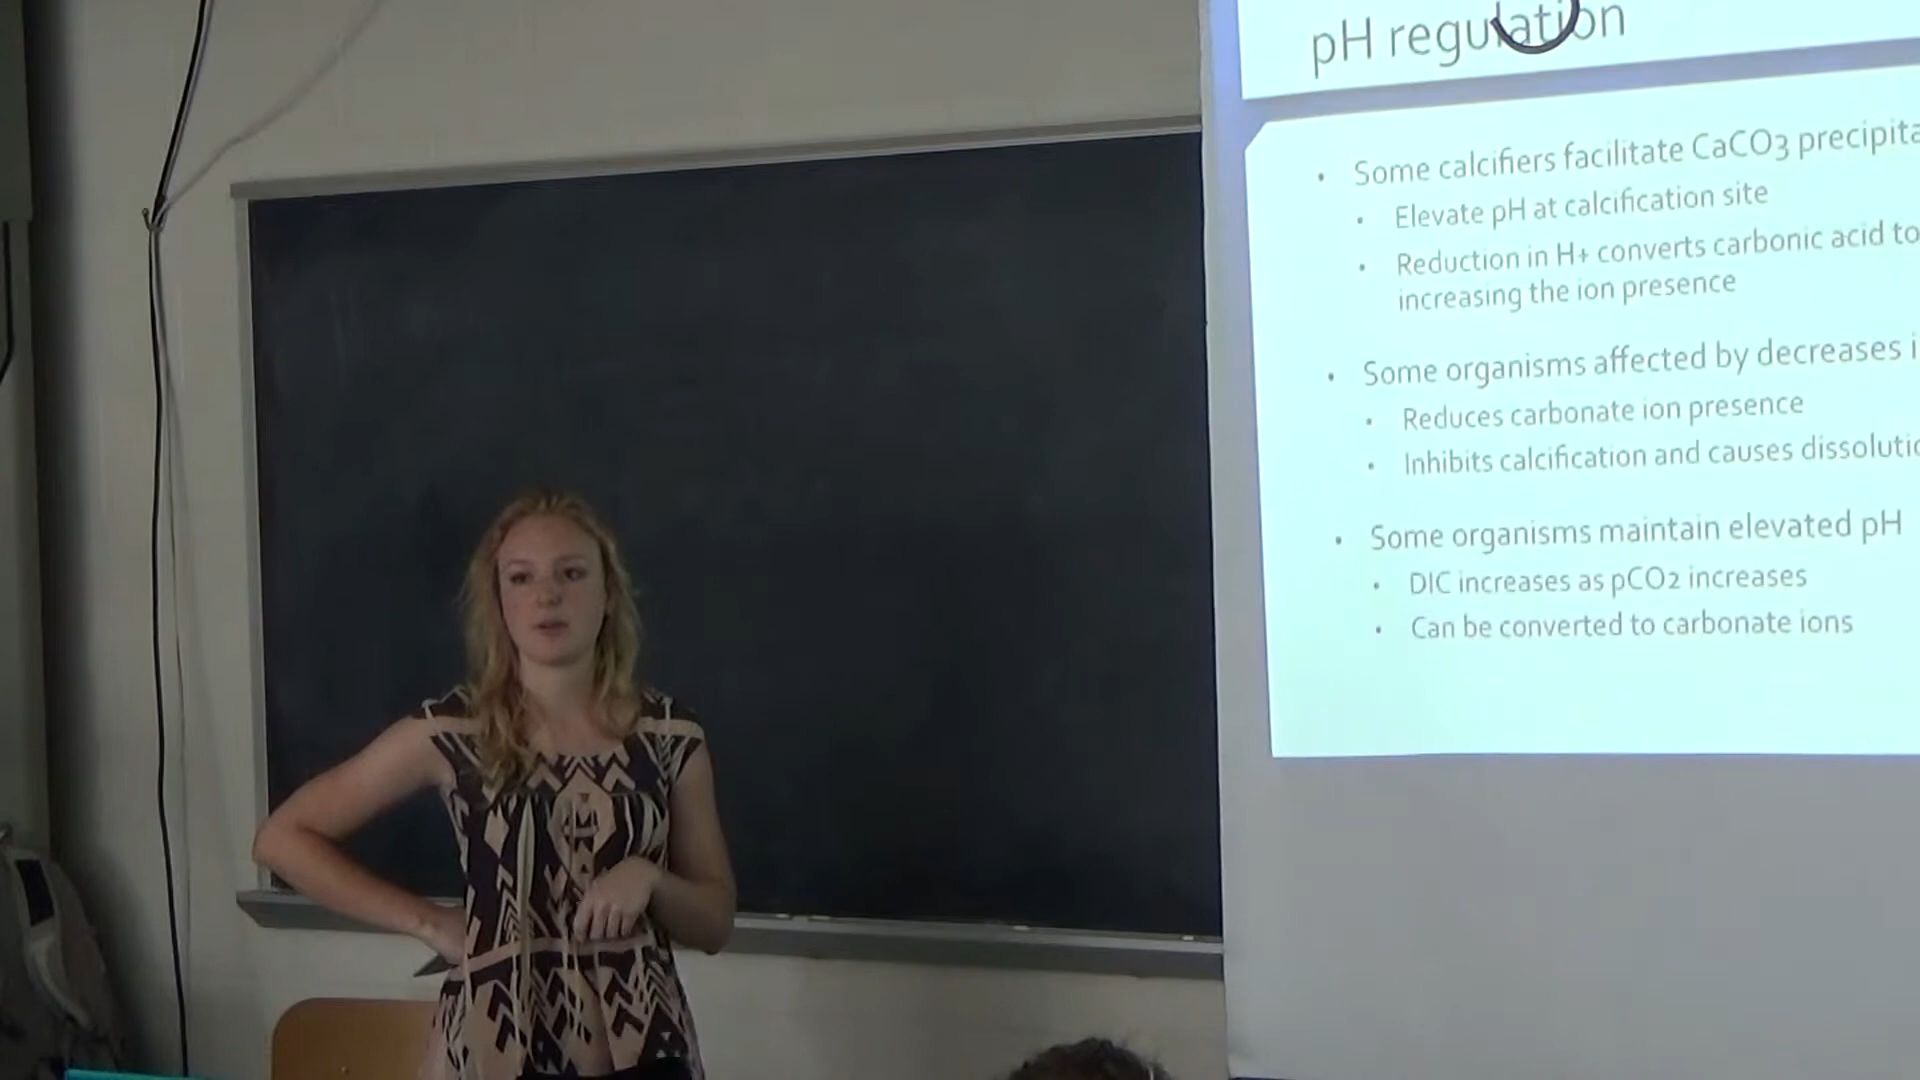 pH regulation
• Some calcifiers facilitate CaCO3 precipita
• Elevate pH at calcification site
• Reduction in H+ converts carbonic acid to
increasing the ion presence
• Some organisms affected by decreases i
• Reduces carbonate ion presence
• Inhibits calcification and causes dissolutio
• Some organisms maintain elevated pH
• DIC increases as pCO2 increases
• Can be converted to carbonate ions